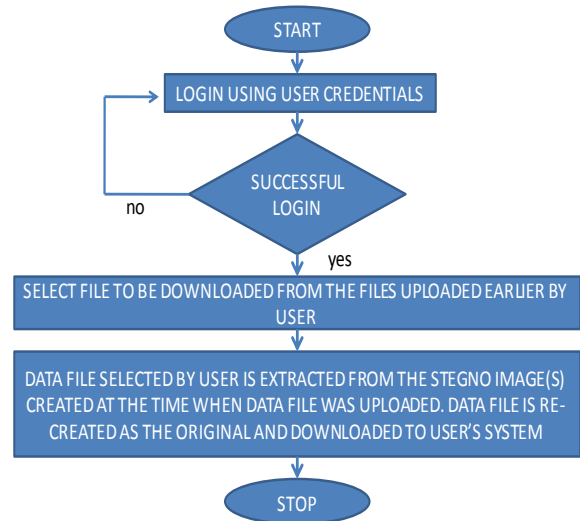 START
LOGIN USING USER CREDENTIALS
SUCCESSFUL
LOGIN
no
yes
SELECT FILE TO BE DOWNLOADED FROM THE FILES UPLOADED EARLIER BY
USER
DATA FILE SELECTED BY USER IS EXTRACTED FROM THE STEGNO IMAGE(S)
CREATED AT THE TIME WHEN DATA FILE WAS UPLOADED. DATA FILE IS RE-
CREATED AS THE ORIGINAL AND DOWNLOADED TO USER'S SYSTEM
STOP